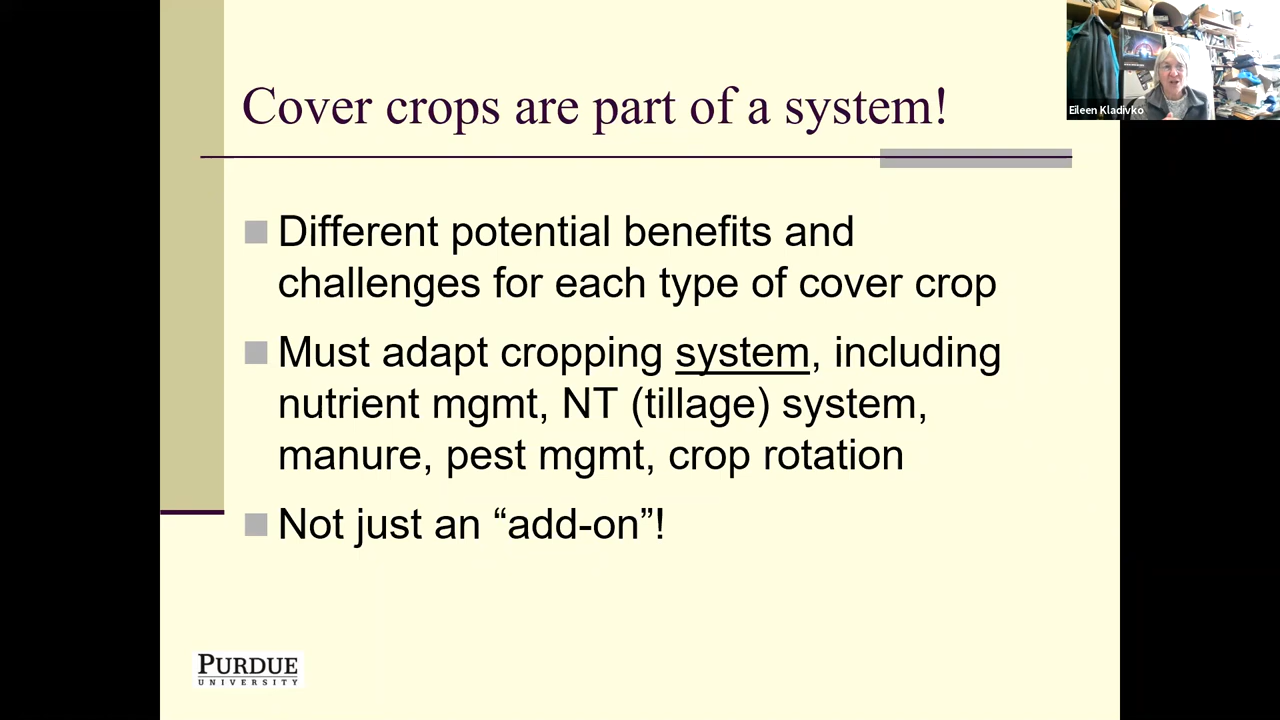 Cover crops are part of a system!
Eileen Kladivko
Different potential benefits and
challenges for each type of cover crop
Must adapt cropping system, including
nutrient mgmt, NT (tillage) system,
manure, pest mgmt, crop rotation
Not just an “add-on”!
PURDUE
UNIVERSITY